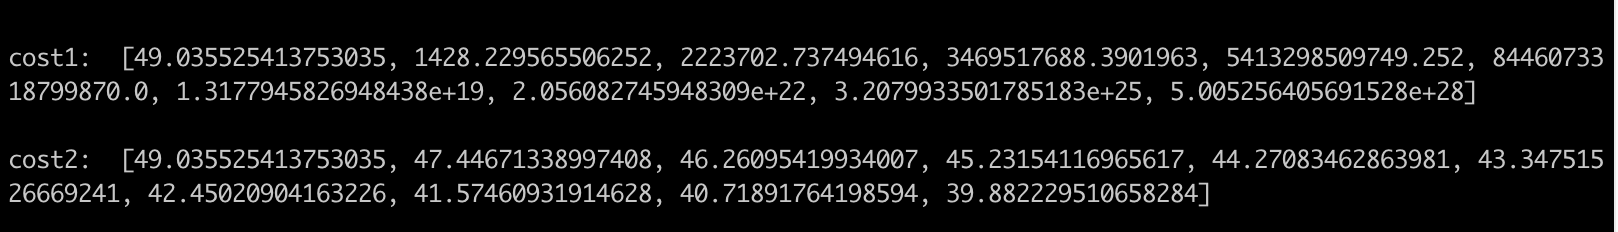 cost1:  [49.035525413753035, 1428.229565506252, 2223702.737494616, 3469517688.3901963, 5413298509749.252, 84460733
18799870.0, 1.3177945826948438e+19, 2.056082745948309e+22, 3.2079933501785183e+25, 5.005256405691528e+28]
cost2:  [49.035525413753035, 47.44671338997408, 46.26095419934007, 45.23154116965617, 44.27083462863981, 43.347515
26669241, 42.45020904163226, 41.57460931914628, 40.71891764198594, 39.882229510658284]